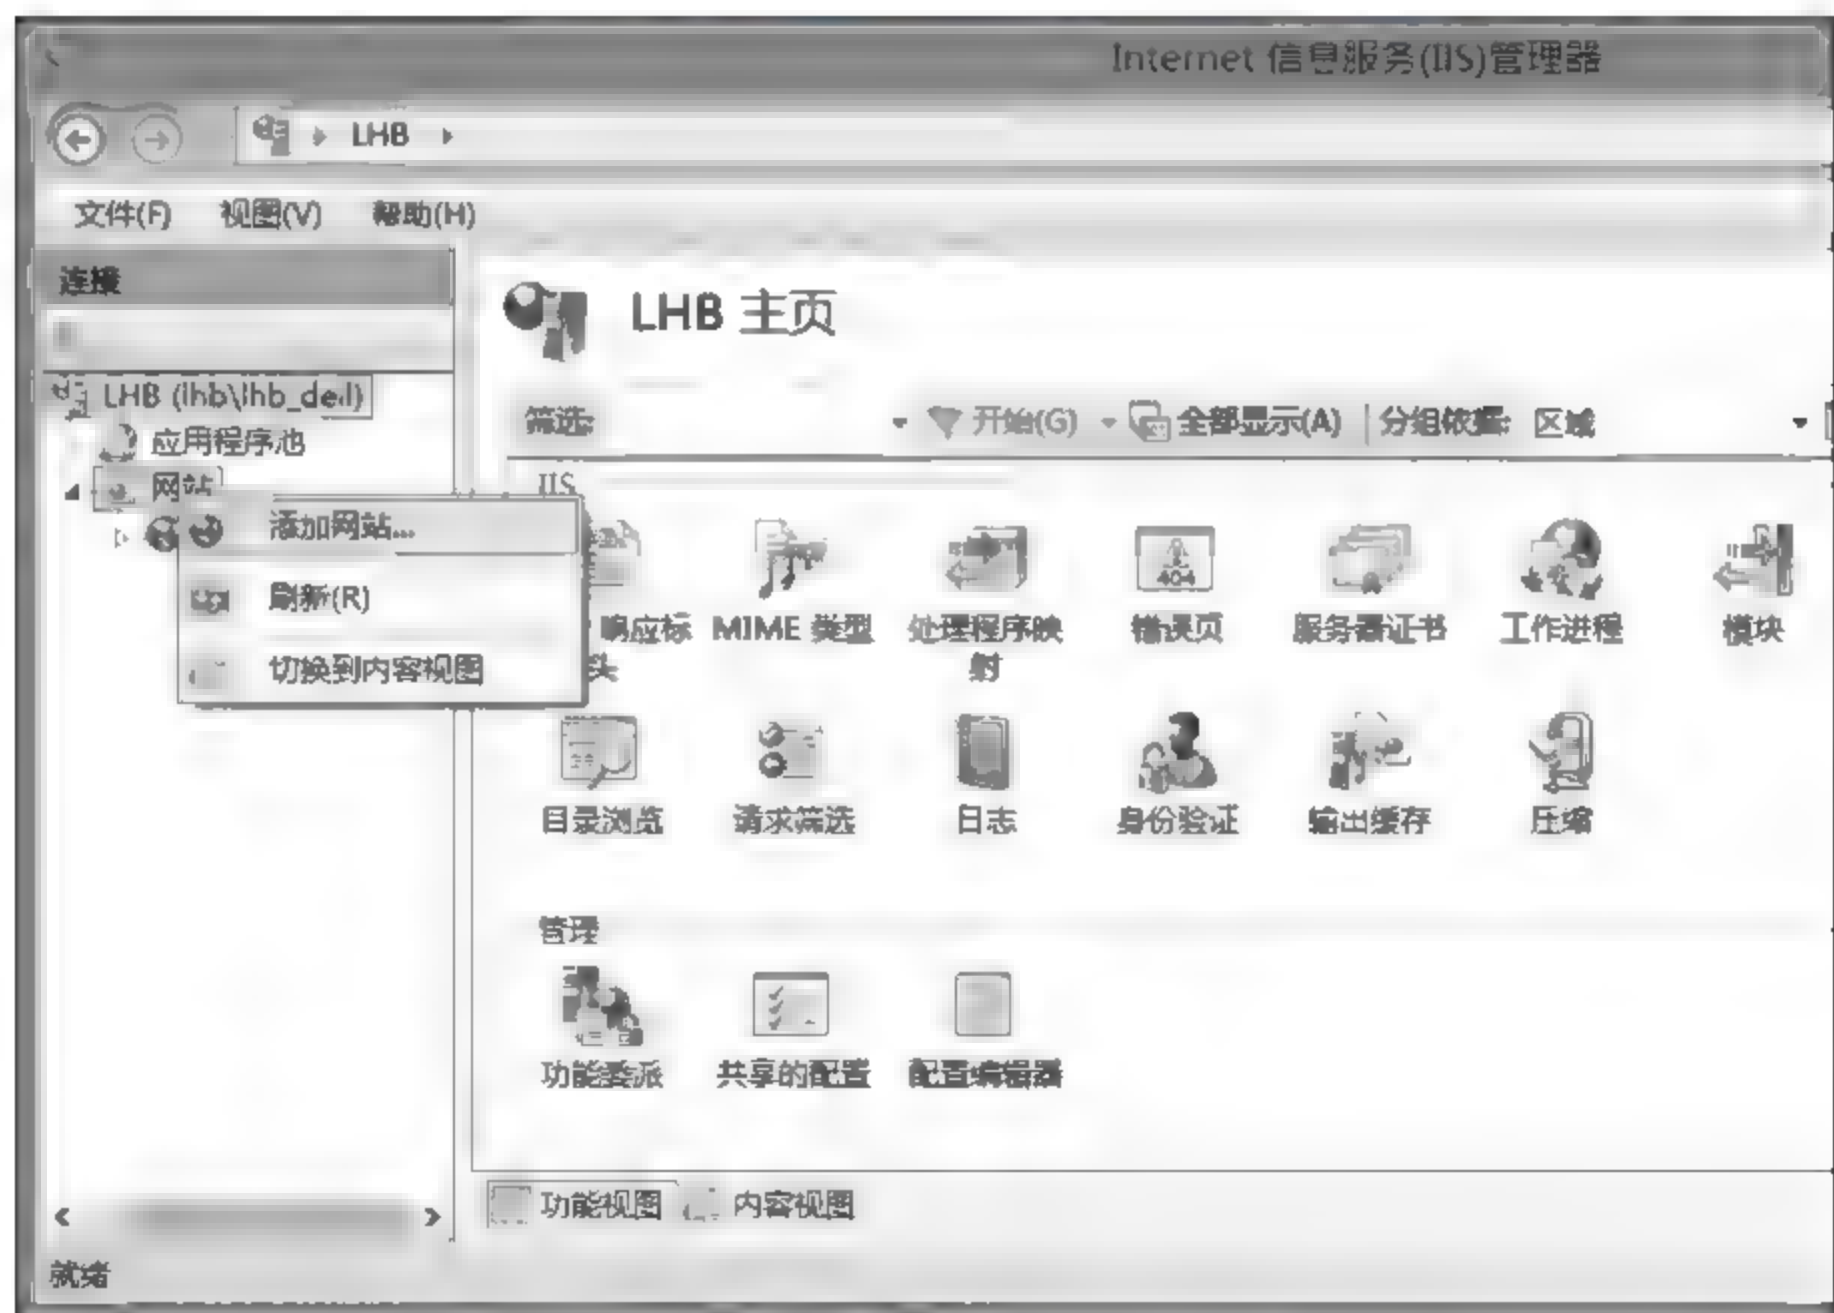 Internet 信息服务(IIS)管理器
LHB
文件(F) 视图(V) 帮助(H)
连接
LHB (lhb\lhb_dell)
应用程序池
网站
添加网站...
刷新(R)
切换到内容视图
LHB 主页
筛选: 开始(G) 全部显示(A) 分组依据: 区域
IIS
响应标头 MIME 类型 处理程序映射 错误页 服务器证书 工作进程 模块
404
目录浏览 请求筛选 日志 身份验证 输出缓存 压缩
管理
功能委派 共享的配置 配置编辑器
功能视图 内容视图
就绪